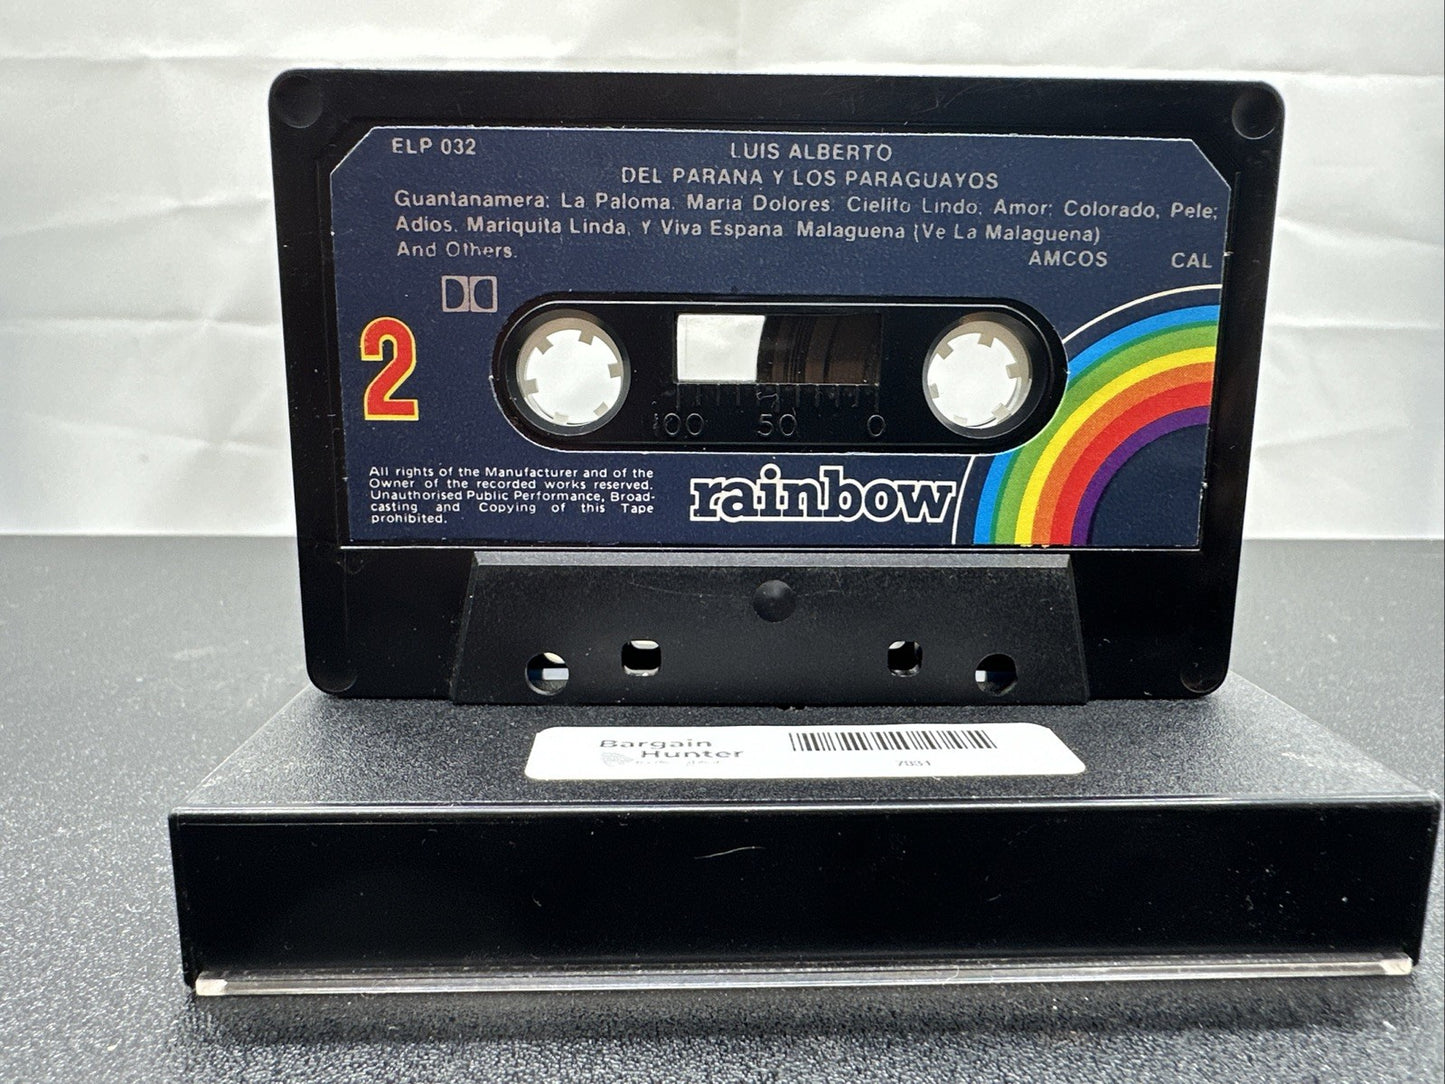 ELP 032
LUIS ALBERTO
DEL PARANA Y LOS PARAGUAYOS
Guantanamera; La Paloma. Maria Dolores; Cielito Lindo; Amor; Colorado, Pele;
Adios. Mariquita Linda, Y Viva Espana. Malaguena (Ve La Malaguena)
And Others.
AMCOS CAL
2
100 50 0
All rights of the Manufacturer and of the
Owner of the recorded works reserved.
Unauthorised Public Performance, Broad-
casting and Copying of this Tape
prohibited.
rainbow
Bargain
Hunter
7031